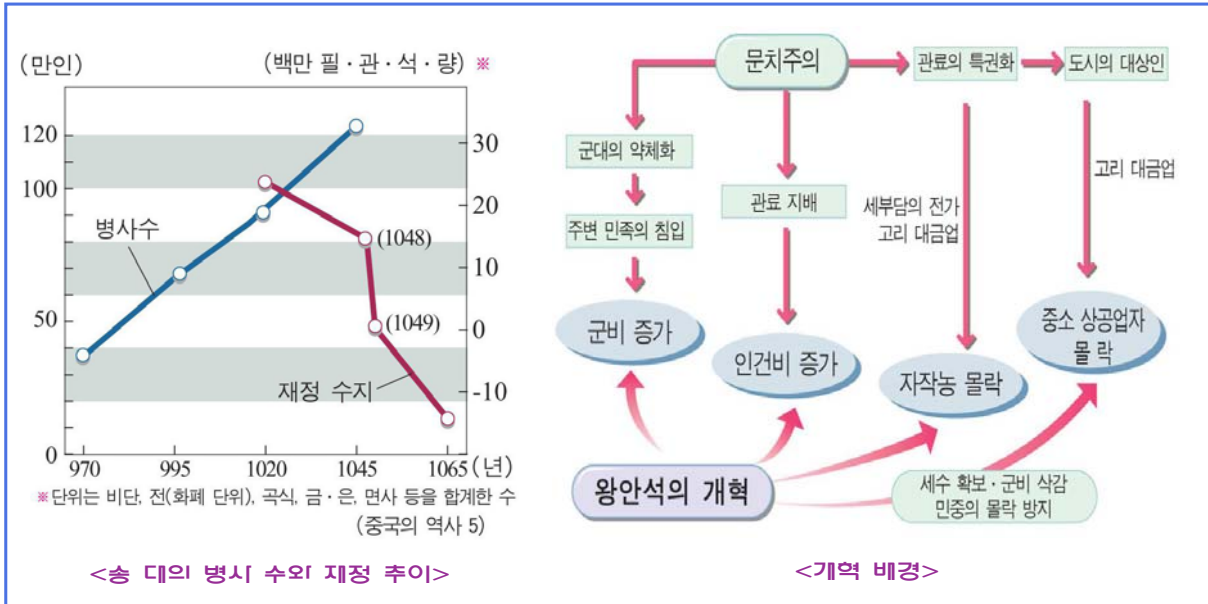 (만인)
(백만 필·관·석·량) ※
120
100
50
0
30
20
10
0
-10
병사수
(1048)
(1049)
재정 수지
970 995 1020 1045 1065 (년)
※단위는 비단, 전(화폐 단위), 곡식, 금·은, 면사 등을 합계한 수
(중국의 역사 5)
<송 대의 병사 수와 재정 추이>
문치주의
관료의 특권화
도시의 대상인
군대의 약체화
고리 대금업
관료 지배
세부담의 전가
고리 대금업
주변 민족의 침입
군비 증가
인건비 증가
자작농 몰락
중소 상공업자
몰 락
왕안석의 개혁
세수 확보·군비 삭감
민중의 몰락 방지
<개혁 배경>